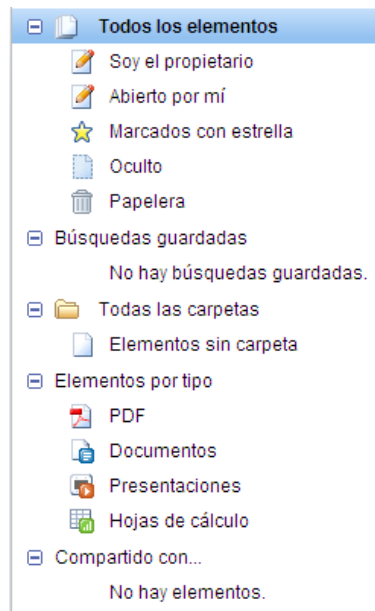 Todos los elementos
Soy el propietario
Abierto por mí
Marcados con estrella
Oculto
Papelera
Búsquedas guardadas
No hay búsquedas guardadas.
Todas las carpetas
Elementos sin carpeta
Elementos por tipo
PDF
Documentos
Presentaciones
Hojas de cálculo
Compartido con...
No hay elementos.